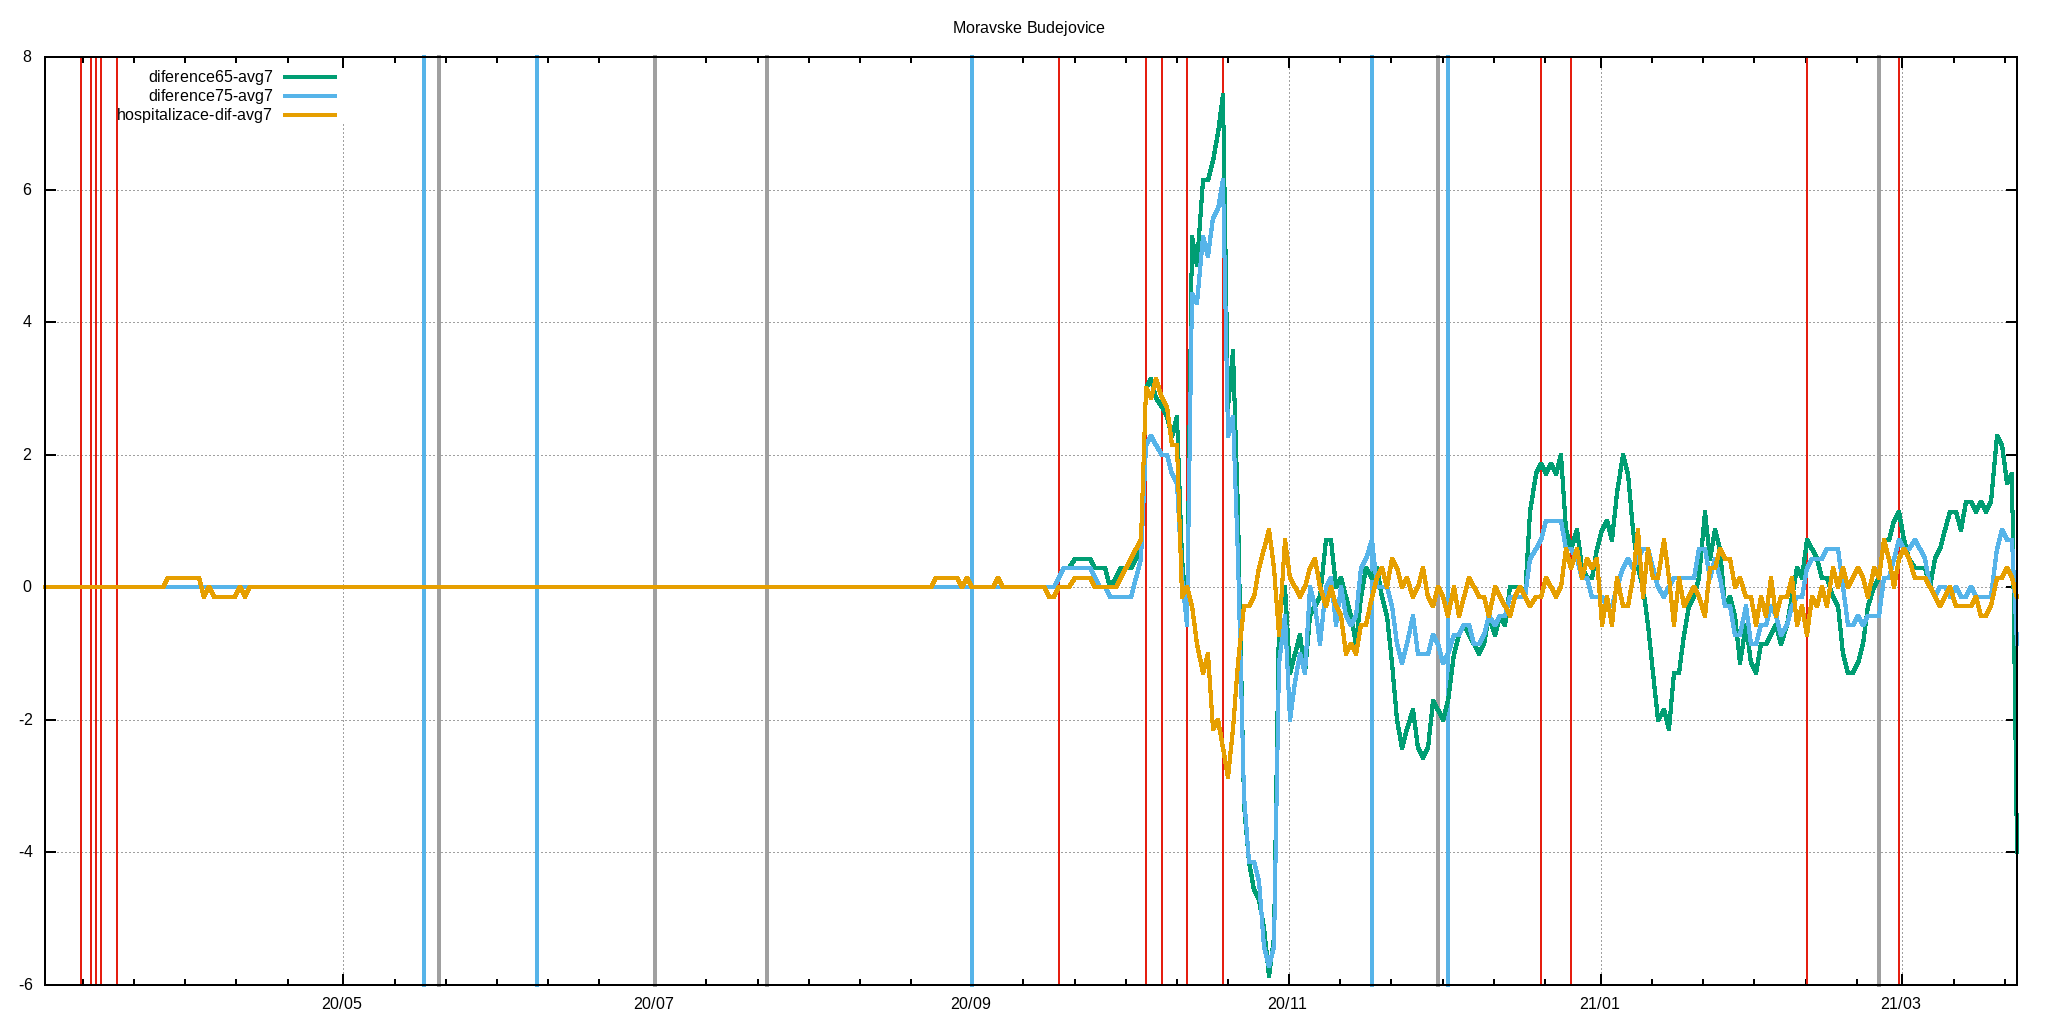 Moravske Budejovice
8
diference65-avg7
diference75-avg7
hospitalizace-dif-avg7
6
4
2
0
-2
-4
-6
20/05 20/07 20/09 20/11 21/01 21/03